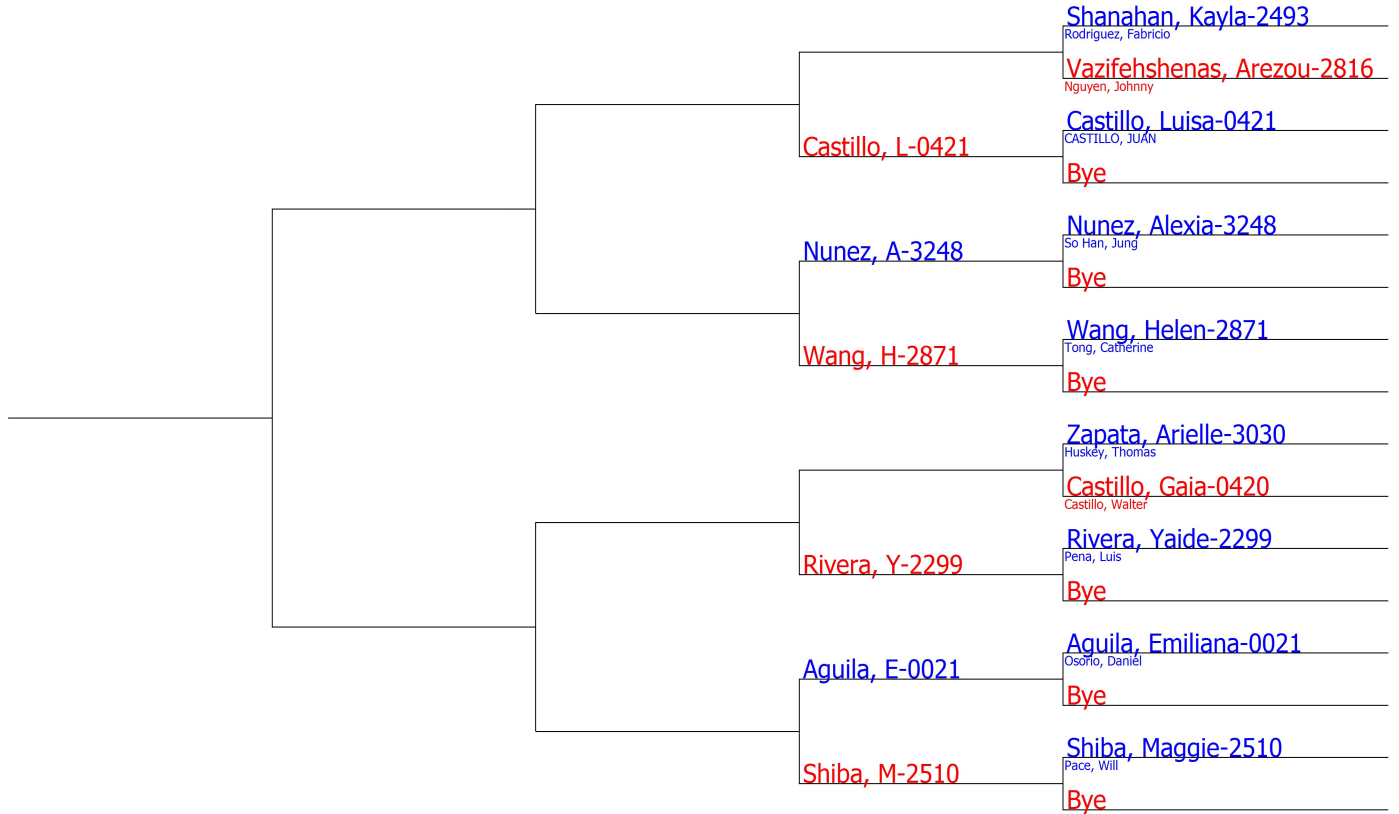 Shanahan, Kayla-2493
Rodriguez, Fabricio
Vazifehshenas, Arezou-2816
Nguyen, Johnny
Castillo, L-0421
Castillo, Luisa-0421
CASTILLO, JUAN
Bye
Nunez, A-3248
Nunez, Alexia-3248
So Han, Jung
Bye
Wang, H-2871
Wang, Helen-2871
Tong, Catherine
Bye
Zapata, Arielle-3030
Huskey, Thomas
Castillo, Gaia-0420
Castillo, Walter
Rivera, Y-2299
Rivera, Yaide-2299
Pena, Luis
Bye
Aguila, E-0021
Aguila, Emiliana-0021
Osorio, Daniel
Bye
Shiba, M-2510
Shiba, Maggie-2510
Pace, Will
Bye